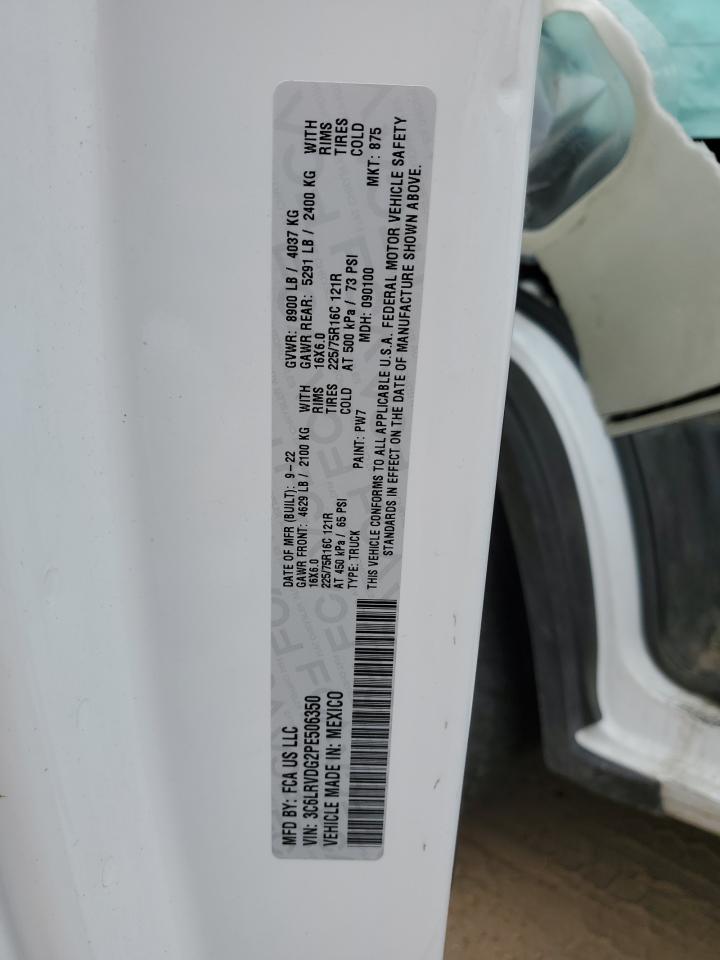 MFD BY: FCA US LLC
VIN: 3C6LRVDG2PE506350
VEHICLE MADE IN: MEXICO
DATE OF MFR (BUILT): 9-22
GAWR FRONT: 4629 LB / 2100 KG WITH
16X6.0 RIMS
225/75R16C 121R TIRES
AT 450 kPa / 65 PSI COLD
TYPE: TRUCK PAINT: PW7
GVWR: 8900 LB / 4037 KG
GAWR REAR: 5291 LB / 2400 KG WITH
16X6.0 RIMS
225/75R16C 121R TIRES
AT 500 kPa / 73 PSI COLD
MDH: 090100 MKT: 875
THIS VEHICLE CONFORMS TO ALL APPLICABLE U.S.A. FEDERAL MOTOR VEHICLE SAFETY
STANDARDS IN EFFECT ON THE DATE OF MANUFACTURE SHOWN ABOVE.